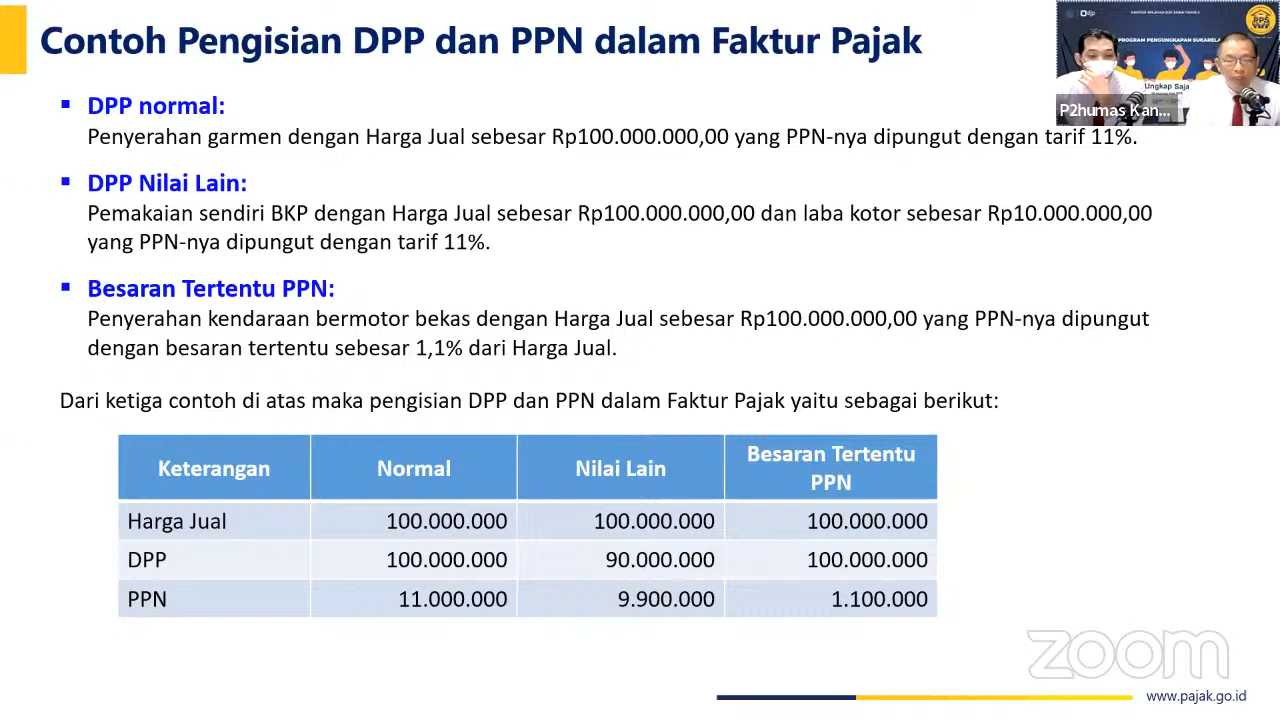 Contoh Pengisian DPP dan PPN dalam Faktur Pajak
PROGRAM PENGUNGKAPAN SUKARELA
Ungkap Saja
P2humas Kan...
▪ DPP normal:
Penyerahan garmen dengan Harga Jual sebesar Rp100.000.000,00 yang PPN-nya dipungut dengan tarif 11%.
▪ DPP Nilai Lain:
Pemakaian sendiri BKP dengan Harga Jual sebesar Rp100.000.000,00 dan laba kotor sebesar Rp10.000.000,00
yang PPN-nya dipungut dengan tarif 11%.
▪ Besaran Tertentu PPN:
Penyerahan kendaraan bermotor bekas dengan Harga Jual sebesar Rp100.000.000,00 yang PPN-nya dipungut
dengan besaran tertentu sebesar 1,1% dari Harga Jual.
Dari ketiga contoh di atas maka pengisian DPP dan PPN dalam Faktur Pajak yaitu sebagai berikut:
Keterangan Normal Nilai Lain Besaran Tertentu PPN
Harga Jual 100.000.000 100.000.000 100.000.000
DPP 100.000.000 90.000.000 100.000.000
PPN 11.000.000 9.900.000 1.100.000
zoom
www.pajak.go.id